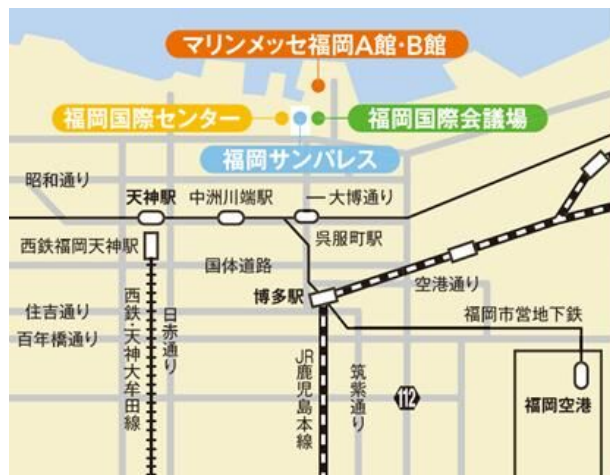 マリンメッセ福岡A館・B館
福岡国際センター
福岡国際会議場
福岡サンパレス
昭和通り
天神駅
中洲川端駅
大博通り
呉服町駅
西鉄福岡天神駅
国体道路
博多駅
空港通り
住吉通り
百年橋通り
福岡市営地下鉄
西鉄・天神大牟田線
日赤通り
JR鹿児島本線
筑紫通り
112
福岡空港